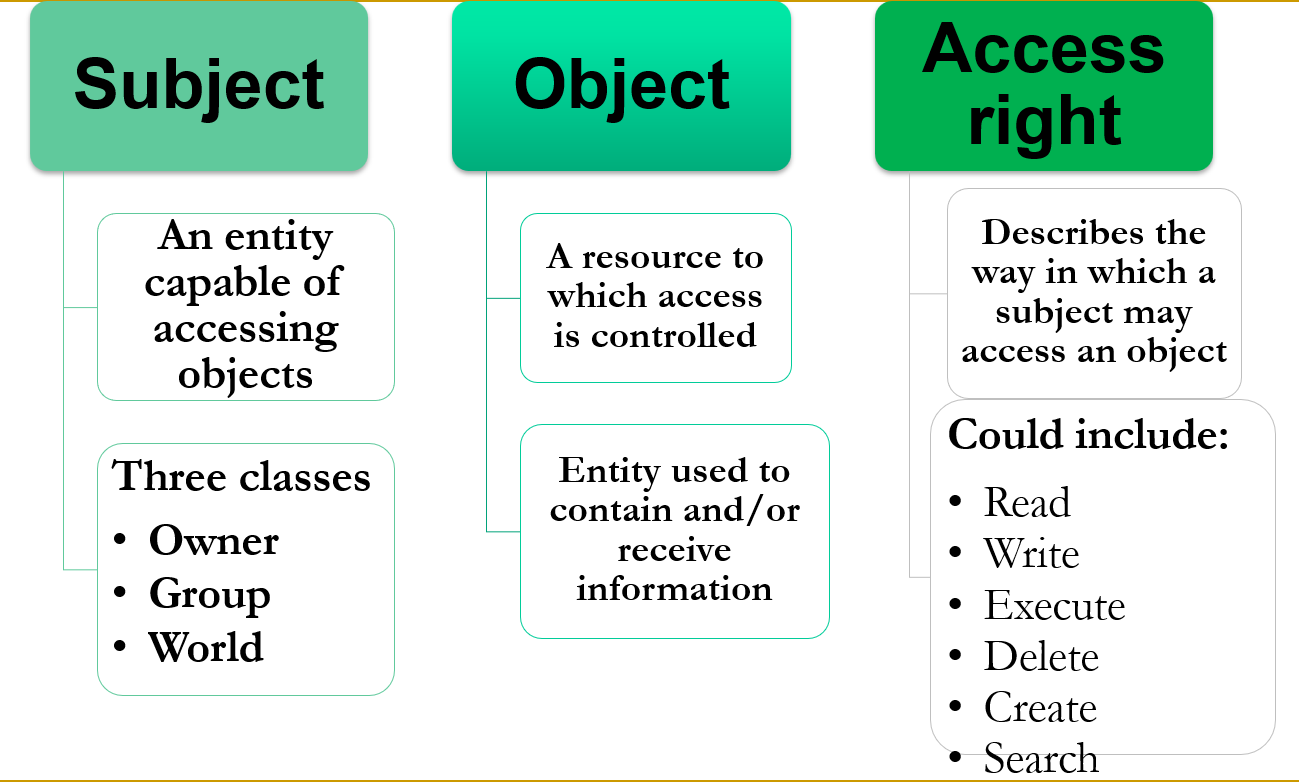 Subject
An entity
capable of
accessing
objects
Three classes
• Owner
• Group
• World
Object
A resource to
which access
is controlled
Entity used to
contain and/or
receive
information
Access
right
Describes the
way in which a
subject may
access an object
Could include:
• Read
• Write
• Execute
• Delete
• Create
• Search